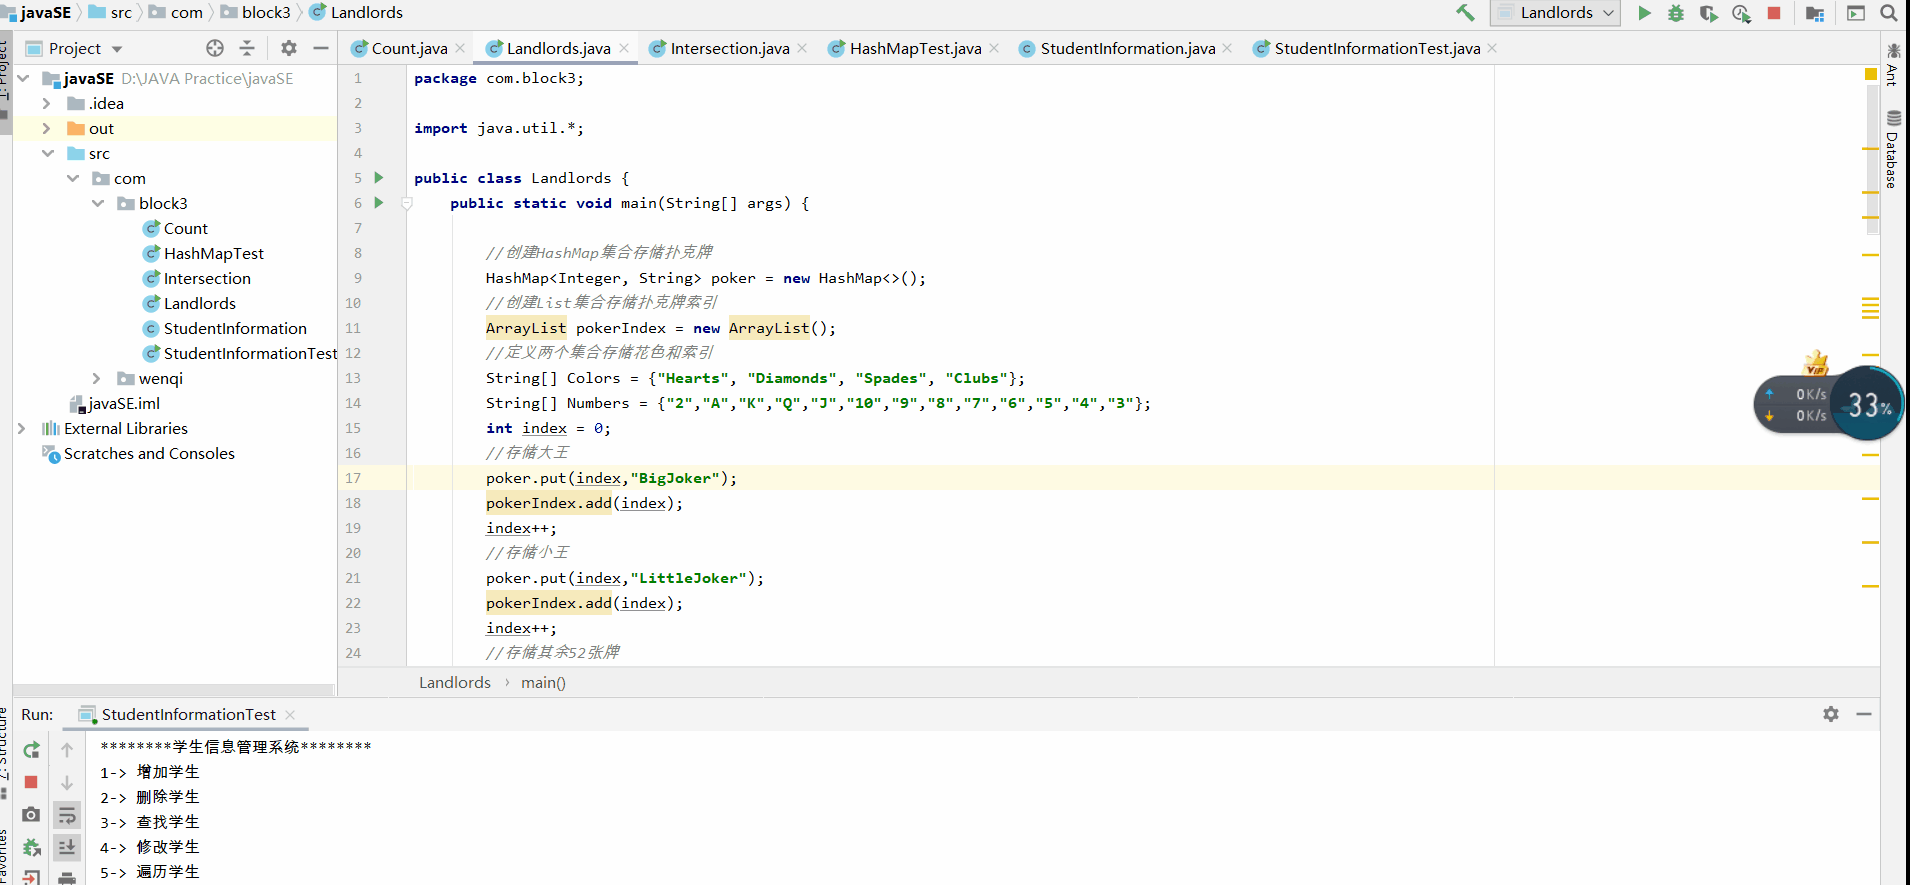 javaSE src com block3 Landlords
Landlords
Project
Count.java Landlords.java Intersection.java HashMapTest.java StudentInformation.java StudentInformationTest.java
1: Project
javaSE D:\JAVA Practice\javaSE
.idea
out
src
com
block3
Count
HashMapTest
Intersection
Landlords
StudentInformation
StudentInformationTest
wenqi
javaSE.iml
External Libraries
Scratches and Consoles
1 package com.block3;
2
3 import java.util.*;
4
5 public class Landlords {
6 public static void main(String[] args) {
7
8 //创建HashMap集合存储扑克牌
9 HashMap<Integer, String> poker = new HashMap<>();
10 //创建List集合存储扑克牌索引
11 ArrayList pokerIndex = new ArrayList();
12 //定义两个集合存储花色和索引
13 String[] Colors = {"Hearts", "Diamonds", "Spades", "Clubs"};
14 String[] Numbers = {"2","A","K","Q","J","10","9","8","7","6","5","4","3"};
15 int index = 0;
16 //存储大王
17 poker.put(index,"BigJoker");
18 pokerIndex.add(index);
19 index++;
20 //存储小王
21 poker.put(index,"LittleJoker");
22 pokerIndex.add(index);
23 index++;
24 //存储其余52张牌
Landlords main()
Ant
Database
VIP
0K/s
0K/s
33%
Run: StudentInformationTest
********学生信息管理系统********
1-> 增加学生
2-> 删除学生
3-> 查找学生
4-> 修改学生
5-> 遍历学生
7: Structure
Favorites